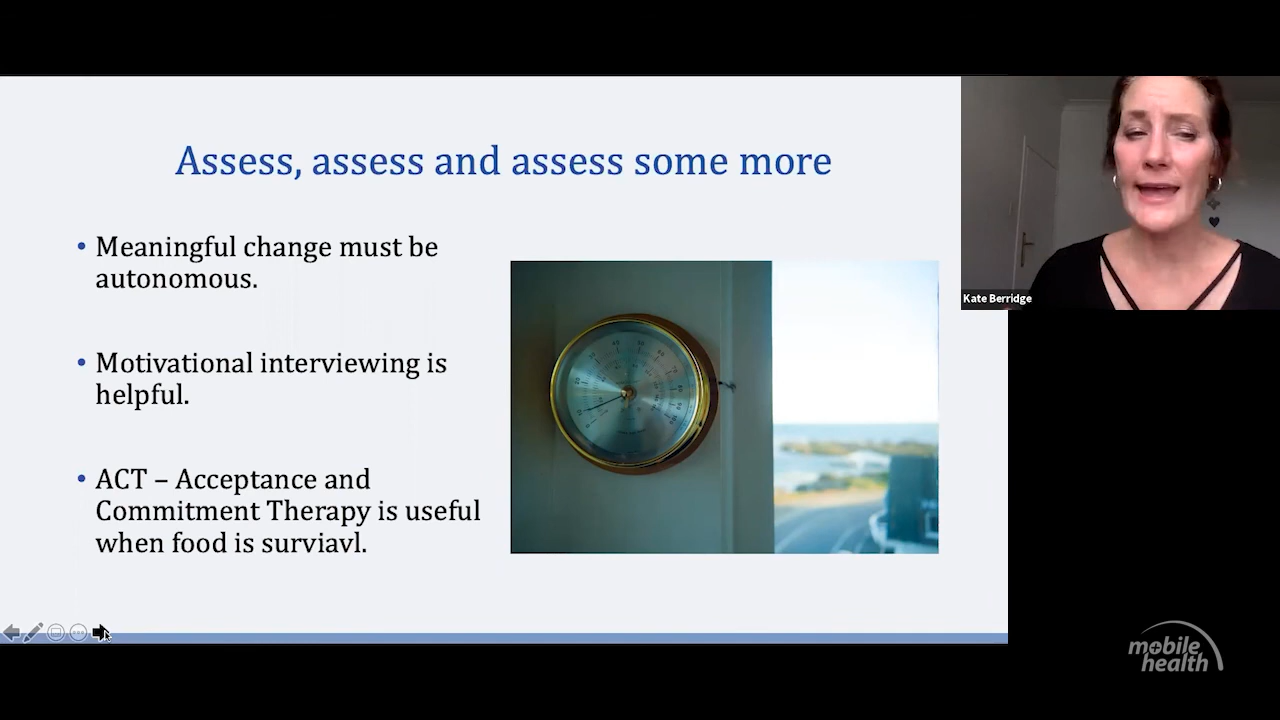 Assess, assess and assess some more
• Meaningful change must be
autonomous.
• Motivational interviewing is
helpful.
• ACT – Acceptance and
Commitment Therapy is useful
when food is surviavl.
Kate Berridge
mobile
health